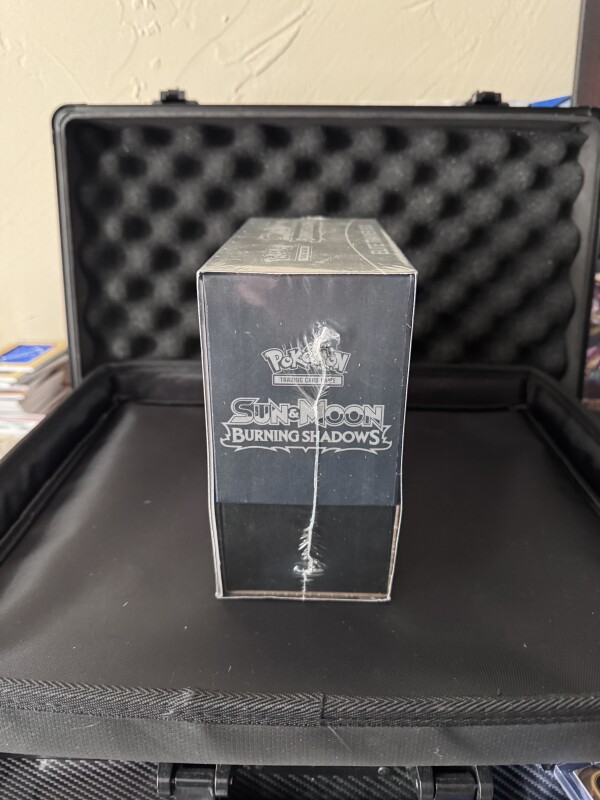 Pokémon
TRADING CARD GAME
SUN & MOON
BURNING SHADOWS